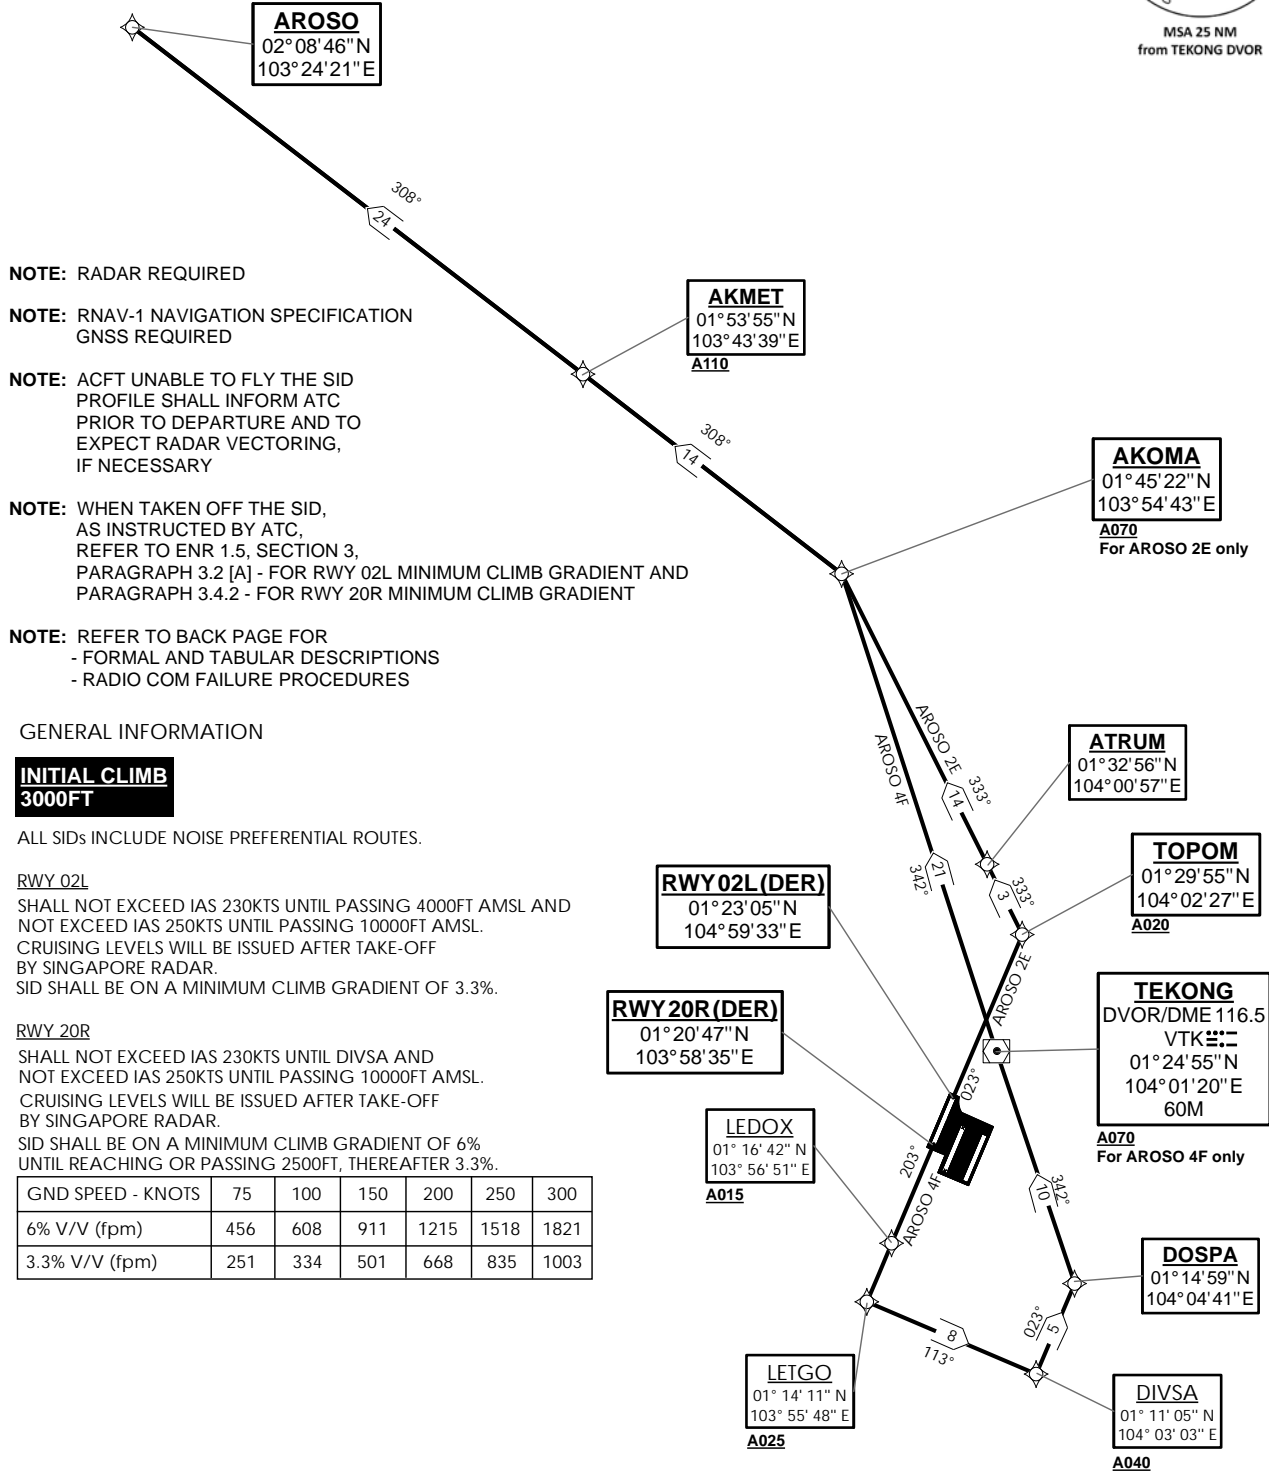 MSA 25 NM
from TEKONG DVOR
AROSO
02°08'46"N
103°24'21"E
308°
24
NOTE: RADAR REQUIRED
NOTE: RNAV-1 NAVIGATION SPECIFICATION
GNSS REQUIRED
NOTE: ACFT UNABLE TO FLY THE SID
PROFILE SHALL INFORM ATC
PRIOR TO DEPARTURE AND TO
EXPECT RADAR VECTORING,
IF NECESSARY
NOTE: WHEN TAKEN OFF THE SID,
AS INSTRUCTED BY ATC,
REFER TO ENR 1.5, SECTION 3,
PARAGRAPH 3.2 [A] - FOR RWY 02L MINIMUM CLIMB GRADIENT AND
PARAGRAPH 3.4.2 - FOR RWY 20R MINIMUM CLIMB GRADIENT
NOTE: REFER TO BACK PAGE FOR
- FORMAL AND TABULAR DESCRIPTIONS
- RADIO COM FAILURE PROCEDURES
AKMET
01°53'55"N
103°43'39"E
A110
308°
14
AKOMA
01°45'22"N
103°54'43"E
A070
For AROSO 2E only
GENERAL INFORMATION
INITIAL CLIMB
3000FT
ALL SIDs INCLUDE NOISE PREFERENTIAL ROUTES.
RWY 02L
SHALL NOT EXCEED IAS 230KTS UNTIL PASSING 4000FT AMSL AND
NOT EXCEED IAS 250KTS UNTIL PASSING 10000FT AMSL.
CRUISING LEVELS WILL BE ISSUED AFTER TAKE-OFF
BY SINGAPORE RADAR.
SID SHALL BE ON A MINIMUM CLIMB GRADIENT OF 3.3%.
RWY 20R
SHALL NOT EXCEED IAS 230KTS UNTIL DIVSA AND
NOT EXCEED IAS 250KTS UNTIL PASSING 10000FT AMSL.
CRUISING LEVELS WILL BE ISSUED AFTER TAKE-OFF
BY SINGAPORE RADAR.
SID SHALL BE ON A MINIMUM CLIMB GRADIENT OF 6%
UNTIL REACHING OR PASSING 2500FT, THEREAFTER 3.3%.
GND SPEED - KNOTS 75 100 150 200 250 300
6% V/V (fpm) 456 608 911 1215 1518 1821
3.3% V/V (fpm) 251 334 501 668 835 1003
AROSO 2E
AROSO 4F
333°
14
ATRUM
01°32'56"N
104°00'57"E
342°
21
333°
3
TOPOM
01°29'55"N
104°02'27"E
A020
RWY02L(DER)
01°23'05"N
104°59'33"E
AROSO 2E
RWY20R(DER)
01°20'47"N
103°58'35"E
TEKONG
DVOR/DME 116.5
VTK
01°24'55"N
104°01'20"E
60M
A070
For AROSO 4F only
023°
LEDOX
01° 16' 42" N
103° 56' 51" E
A015
203°
AROSO 4F
342°
10
DOSPA
01°14'59"N
104°04'41"E
023°
5
8
113°
LETGO
01° 14' 11" N
103° 55' 48" E
A025
DIVSA
01° 11' 05" N
104° 03' 03" E
A040